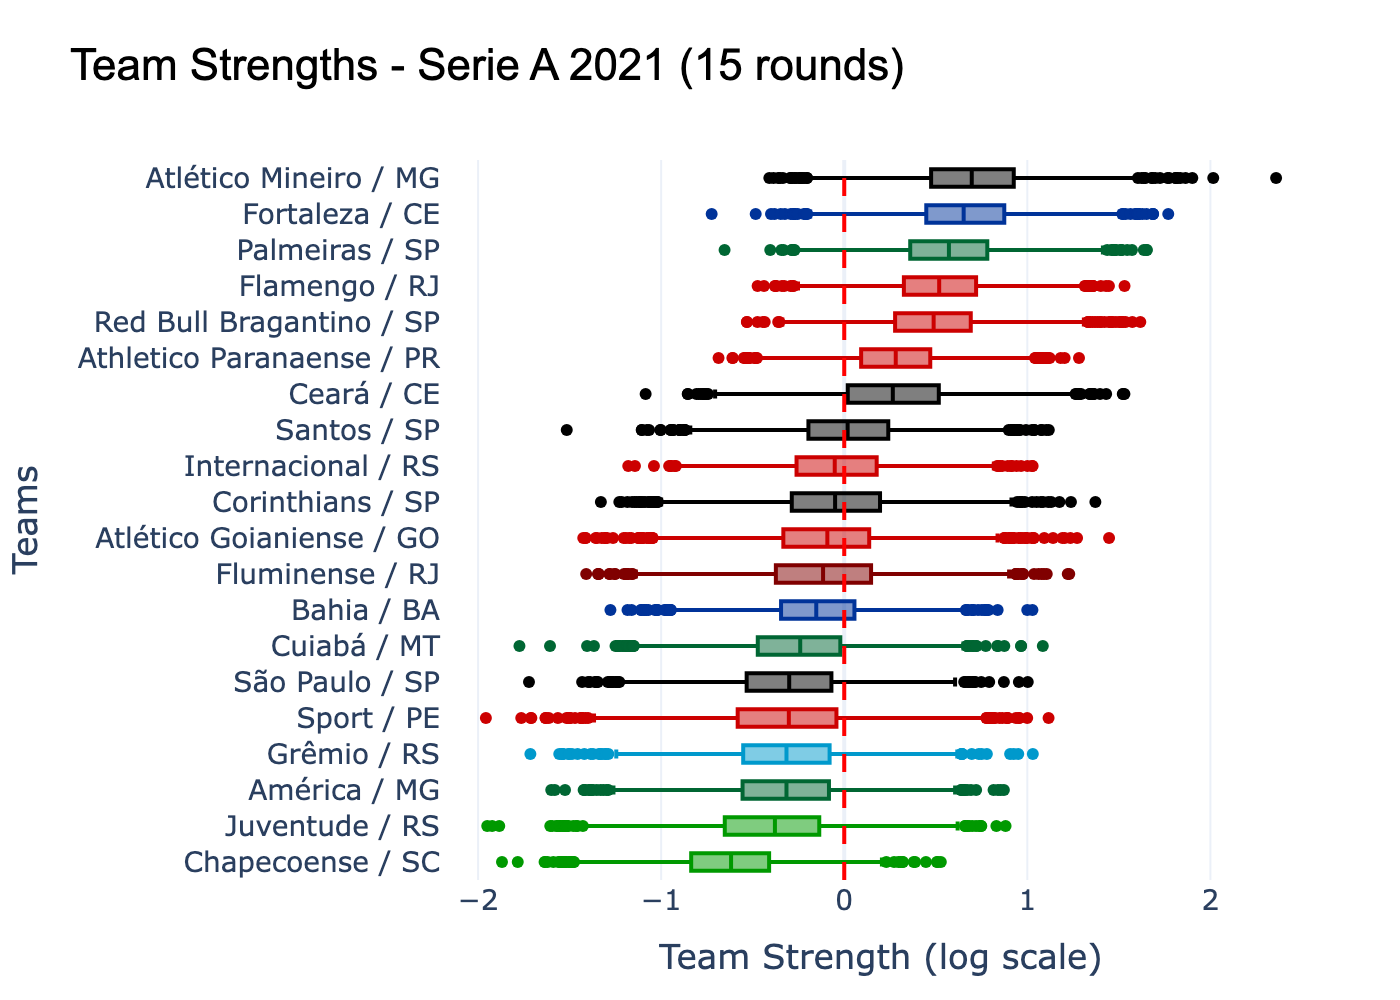 Team Strengths - Serie A 2021 (15 rounds)
Teams
Atlético Mineiro / MG
Fortaleza / CE
Palmeiras / SP
Flamengo / RJ
Red Bull Bragantino / SP
Athletico Paranaense / PR
Ceará / CE
Santos / SP
Internacional / RS
Corinthians / SP
Atlético Goianiense / GO
Fluminense / RJ
Bahia / BA
Cuiabá / MT
São Paulo / SP
Sport / PE
Grêmio / RS
América / MG
Juventude / RS
Chapecoense / SC
−2 −1 0 1 2
Team Strength (log scale)